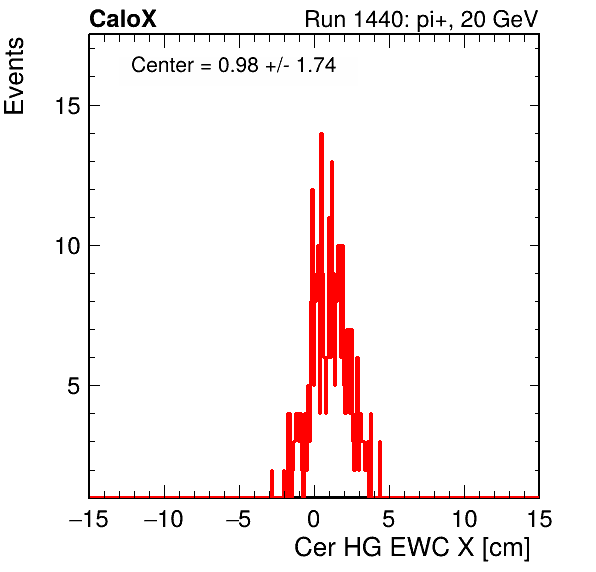 CaloX
Run 1440: pi+, 20 GeV
Center = 0.98 +/- 1.74
Events
15
10
5
−15 −10 −5 0 5 10 15
Cer HG EWC X [cm]